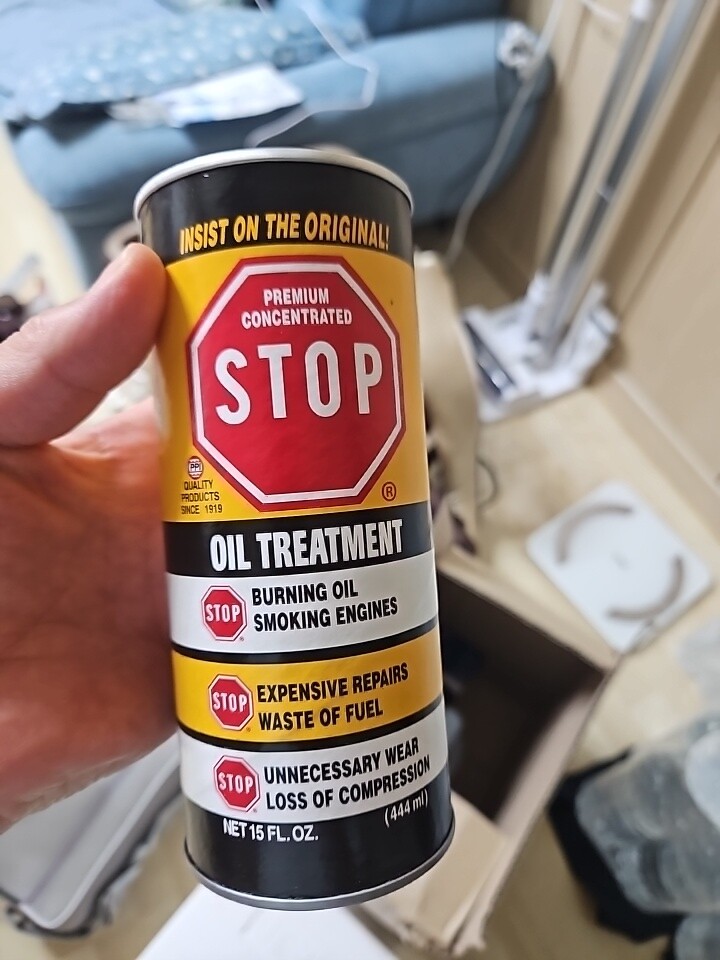 INSIST ON THE ORIGINAL!
PREMIUM
CONCENTRATED
STOP
PPI
QUALITY
PRODUCTS
SINCE 1919
®
OIL TREATMENT
STOP
BURNING OIL
SMOKING ENGINES
STOP
EXPENSIVE REPAIRS
WASTE OF FUEL
STOP
UNNECESSARY WEAR
LOSS OF COMPRESSION
NET 15 FL. OZ.
(444 ml)